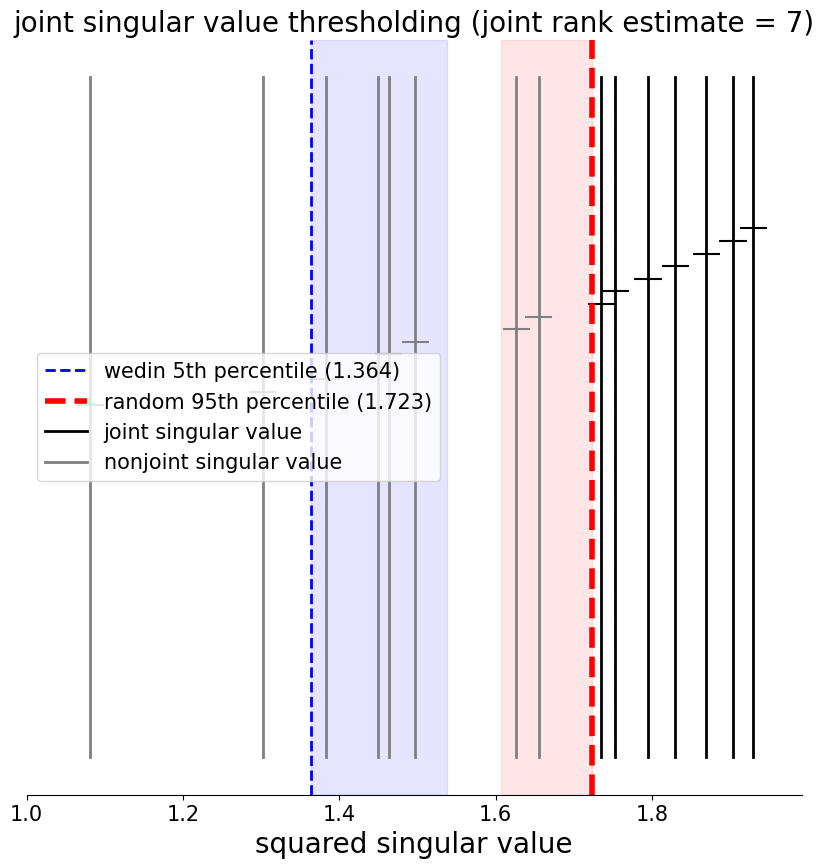 joint singular value thresholding (joint rank estimate = 7)
wedin 5th percentile (1.364)
random 95th percentile (1.723)
joint singular value
nonjoint singular value
1.0 1.2 1.4 1.6 1.8
squared singular value